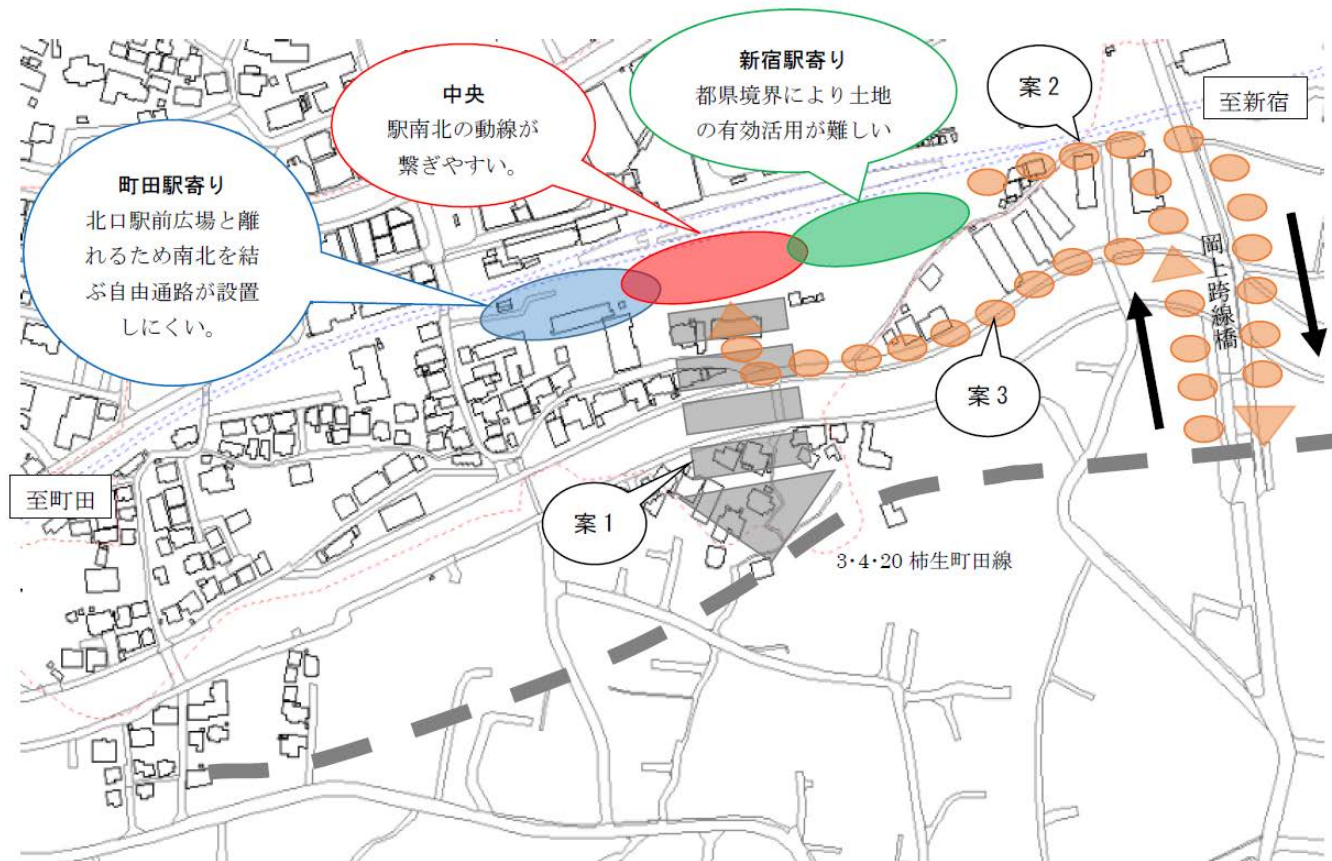 新宿駅寄り
都県境界により土地
の有効活用が難しい
案2
至新宿
中央
駅南北の動線が
繋ぎやすい。
町田駅寄り
北口駅前広場と離
れるため南北を結
ぶ自由通路が設置
しにくい。
岡上跨線橋
案3
至町田
案1
3・4・20 柿生町田線